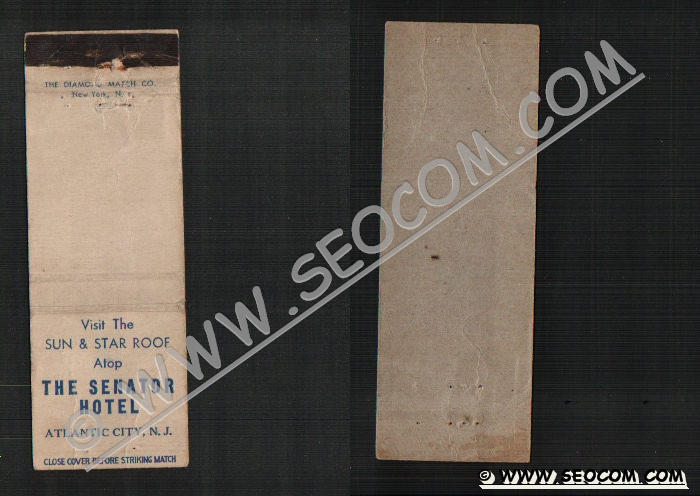 THE DIAMOND MATCH CO.
New York, N. Y.
Visit The
SUN & STAR ROOF
Atop
THE SENATOR
HOTEL
ATLANTIC CITY, N. J.
CLOSE COVER BEFORE STRIKING MATCH
© WWW.SEOCOM.COM
© WWW.SEOCOM.COM